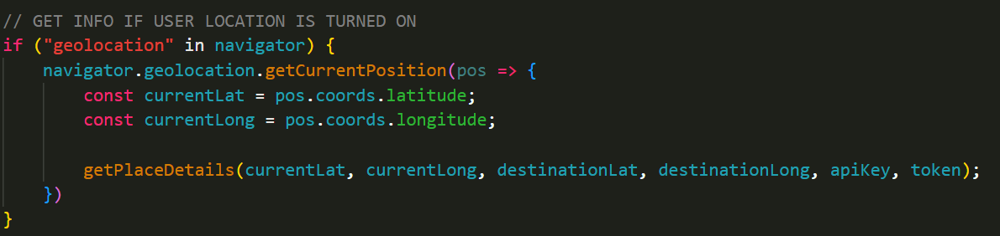 // GET INFO IF USER LOCATION IS TURNED ON
if ("geolocation" in navigator) {
    navigator.geolocation.getCurrentPosition(pos => {
        const currentLat = pos.coords.latitude;
        const currentLong = pos.coords.longitude;

        getPlaceDetails(currentLat, currentLong, destinationLat, destinationLong, apiKey, token);
    })
}